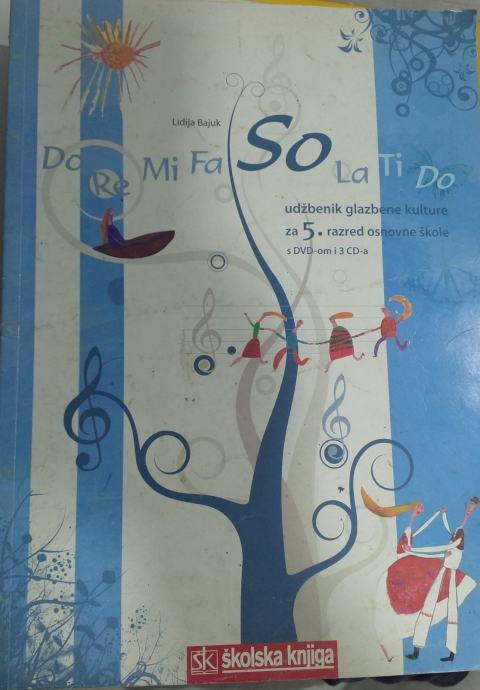 Lidija Bajuk
Do Re Mi Fa So La Ti Do
udžbenik glazbene kulture
za 5. razred osnovne škole
s DVD-om i 3 CD-a
šk školska knjiga